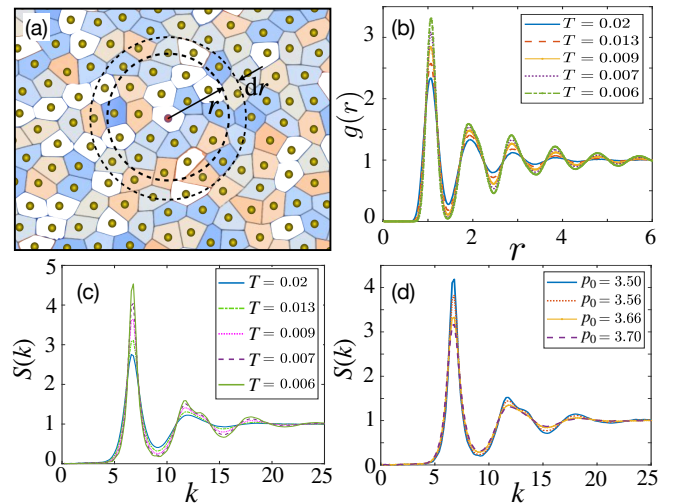 (a)
dr
r
(b)
g(r)
3
2
1
0
0 1 2 3 4 5 6
r
T = 0.02
T = 0.013
T = 0.009
T = 0.007
T = 0.006
(c)
S(k)
5
4
3
2
1
0
0 5 10 15 20 25
k
T = 0.02
T = 0.013
T = 0.009
T = 0.007
T = 0.006
(d)
S(k)
4
3
2
1
0
0 5 10 15 20 25
k
p₀ = 3.50
p₀ = 3.56
p₀ = 3.66
p₀ = 3.70